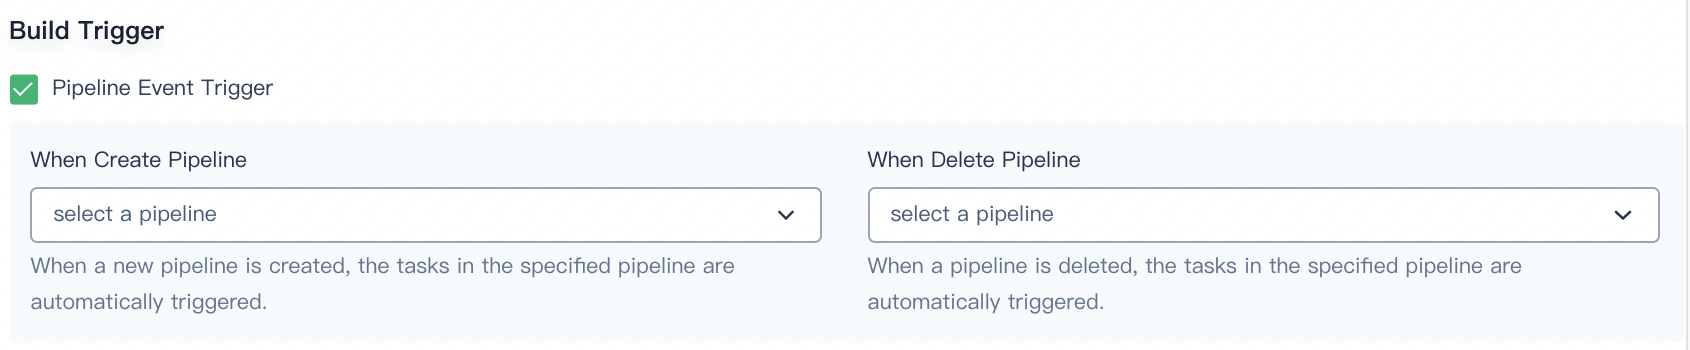 Build Trigger
Pipeline Event Trigger
When Create Pipeline
select a pipeline
When a new pipeline is created, the tasks in the specified pipeline are
automatically triggered.
When Delete Pipeline
select a pipeline
When a pipeline is deleted, the tasks in the specified pipeline are
automatically triggered.